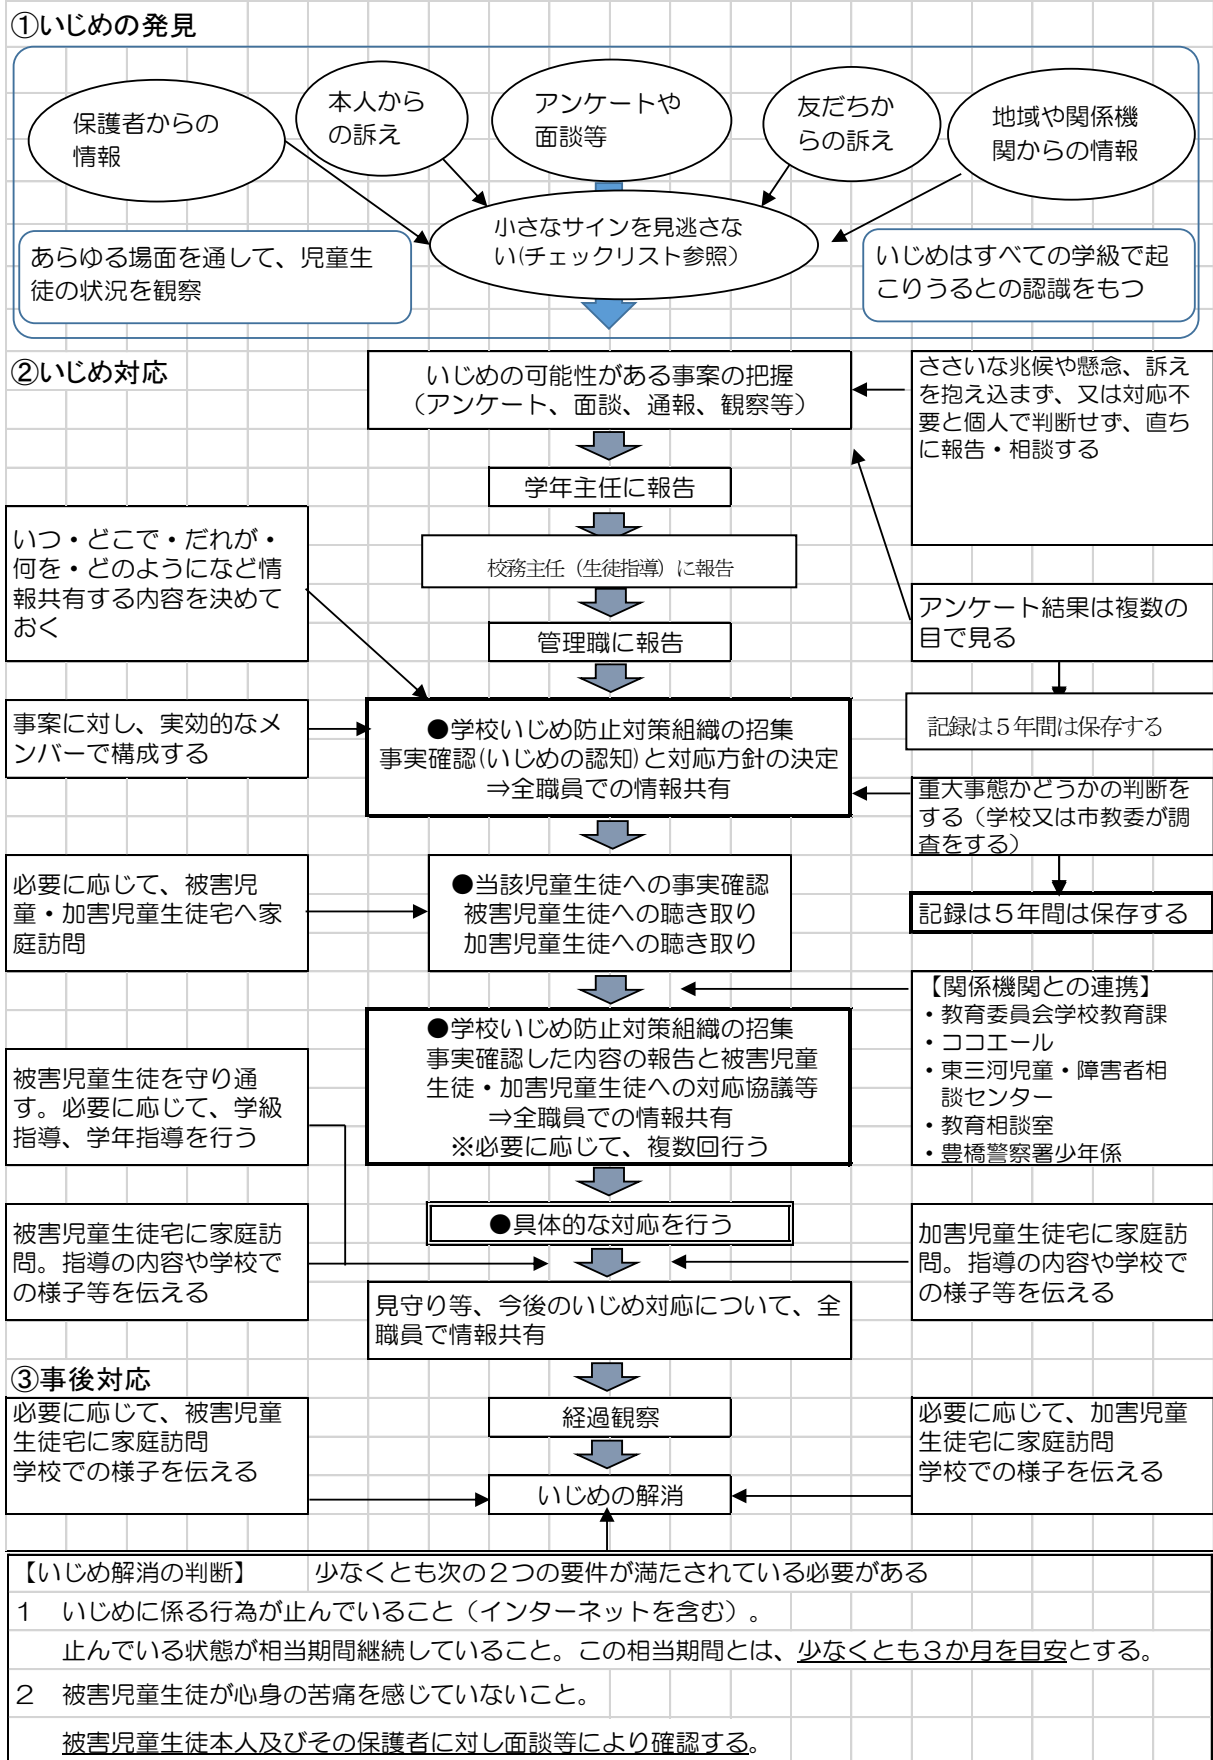 ①いじめの発見
保護者からの
情報
本人から
の訴え
アンケートや
面談等
友だちか
らの訴え
地域や関係機
関からの情報
小さなサインを見逃さな
い(チェックリスト参照）
あらゆる場面を通して、児童生
徒の状況を観察
いじめはすべての学級で起
こりうるとの認識をもつ
②いじめ対応
いじめの可能性がある事案の把握
（アンケート、面談、通報、観察等）
ささいな兆候や懸念、訴え
を抱え込まず、又は対応不
要と個人で判断せず、直ち
に報告・相談する
学年主任に報告
いつ・どこで・だれが・
何を・どのようになど情
報共有する内容を決めて
おく
校務主任（生徒指導）に報告
アンケート結果は複数の
目で見る
管理職に報告
記録は５年間は保存する
事案に対し、実効的なメ
ンバーで構成する
●学校いじめ防止対策組織の招集
事実確認(いじめの認知)と対応方針の決定
⇒全職員での情報共有
重大事態かどうかの判断を
する（学校又は市教委が調
査をする）
記録は５年間は保存する
必要に応じて、被害児
童・加害児童生徒宅へ家
庭訪問
●当該児童生徒への事実確認
被害児童生徒への聴き取り
加害児童生徒への聴き取り
【関係機関との連携】
・教育委員会学校教育課
・ココエール
・東三河児童・障害者相
談センター
・教育相談室
・豊橋警察署少年係
●学校いじめ防止対策組織の招集
事実確認した内容の報告と被害児童
生徒・加害児童生徒への対応協議等
⇒全職員での情報共有
※必要に応じて、複数回行う
被害児童生徒を守り通
す。必要に応じて、学級
指導、学年指導を行う
●具体的な対応を行う
被害児童生徒宅に家庭訪
問。指導の内容や学校で
の様子等を伝える
加害児童生徒宅に家庭訪
問。指導の内容や学校で
の様子等を伝える
見守り等、今後のいじめ対応について、全
職員で情報共有
③事後対応
必要に応じて、被害児童
生徒宅に家庭訪問
学校での様子を伝える
経過観察
必要に応じて、加害児童
生徒宅に家庭訪問
学校での様子を伝える
いじめの解消
【いじめ解消の判断】　　少なくとも次の２つの要件が満たされている必要がある
１　いじめに係る行為が止んでいること（インターネットを含む）。
止んでいる状態が相当期間継続していること。この相当期間とは、少なくとも３か月を目安とする。
２　被害児童生徒が心身の苦痛を感じていないこと。
被害児童生徒本人及びその保護者に対し面談等により確認する。